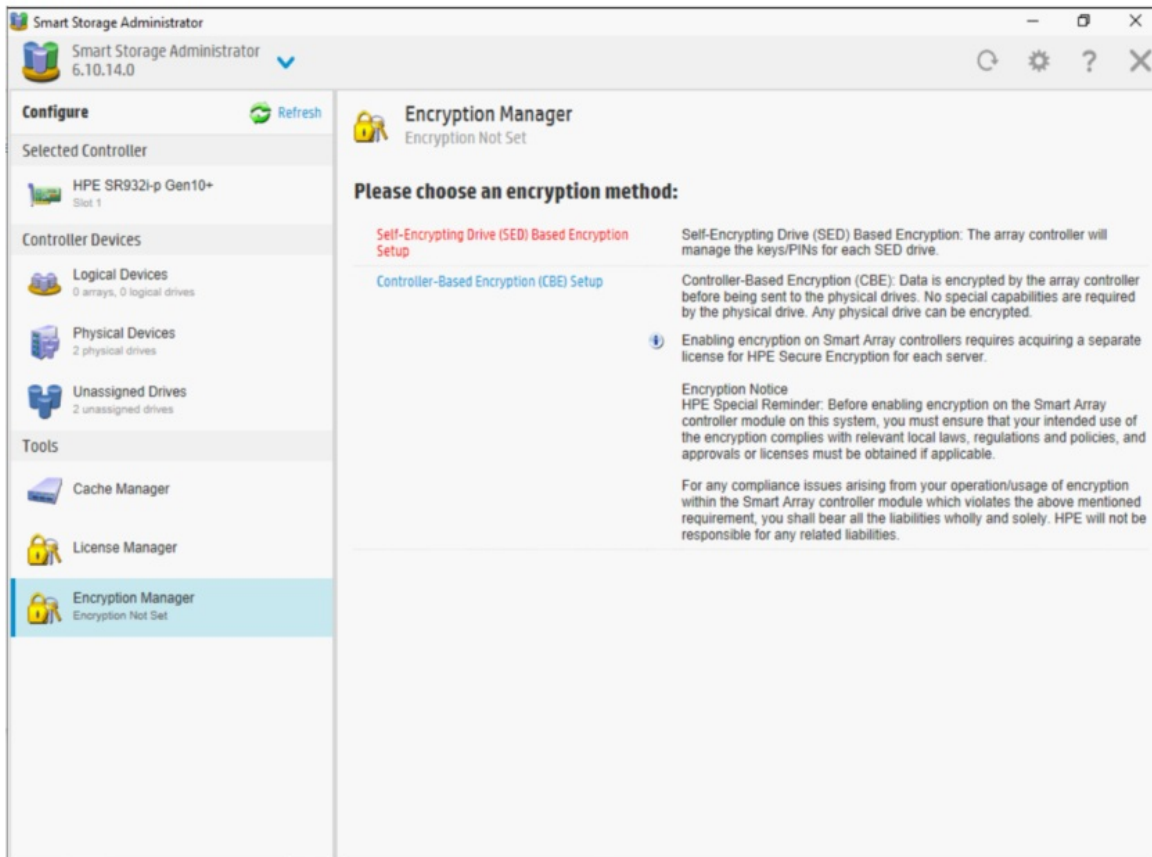 Smart Storage Administrator
Smart Storage Administrator
6.10.14.0
Configure
Refresh
Selected Controller
HPE SR932i-p Gen10+
Slot 1
Controller Devices
Logical Devices
0 arrays, 0 logical drives
Physical Devices
2 physical drives
Unassigned Drives
2 unassigned drives
Tools
Cache Manager
License Manager
Encryption Manager
Encryption Not Set
Encryption Manager
Encryption Not Set
Please choose an encryption method:
Self-Encrypting Drive (SED) Based Encryption
Setup
Self-Encrypting Drive (SED) Based Encryption: The array controller will
manage the keys/PINs for each SED drive.
Controller-Based Encryption (CBE) Setup
Controller-Based Encryption (CBE): Data is encrypted by the array controller
before being sent to the physical drives. No special capabilities are required
by the physical drive. Any physical drive can be encrypted.
Enabling encryption on Smart Array controllers requires acquiring a separate
license for HPE Secure Encryption for each server.
Encryption Notice
HPE Special Reminder: Before enabling encryption on the Smart Array
controller module on this system, you must ensure that your intended use of
the encryption complies with relevant local laws, regulations and policies, and
approvals or licenses must be obtained if applicable.
For any compliance issues arising from your operation/usage of encryption
within the Smart Array controller module which violates the above mentioned
requirement, you shall bear all the liabilities wholly and solely. HPE will not be
responsible for any related liabilities.